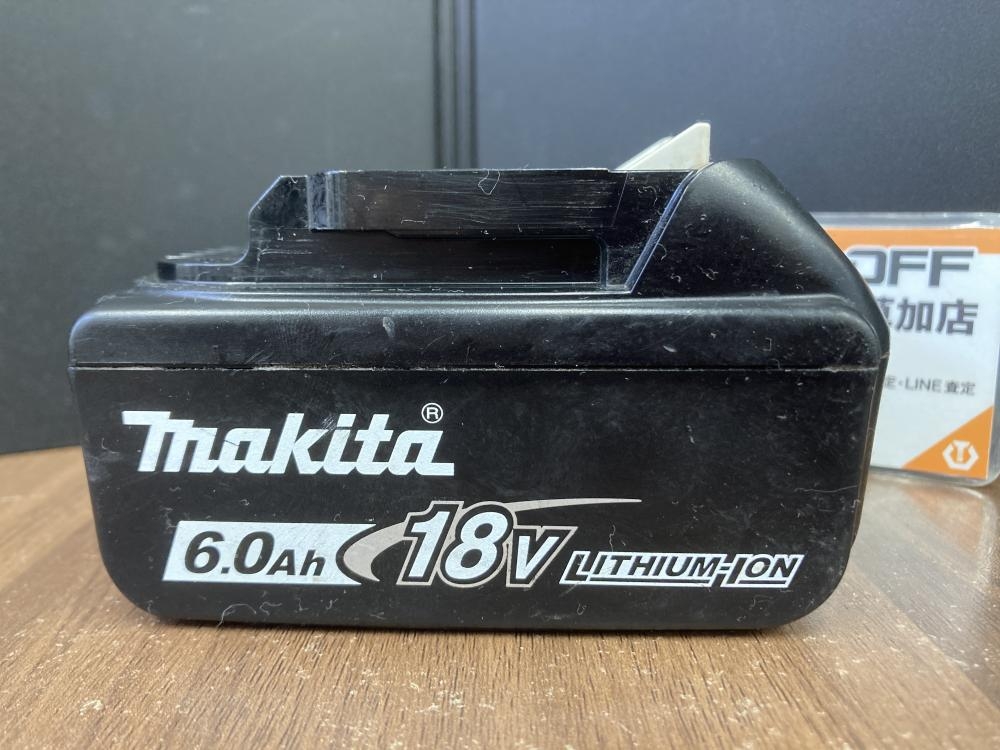 makita®
6.0Ah 18V LITHIUM-ION
OFF
加店
LINE査定